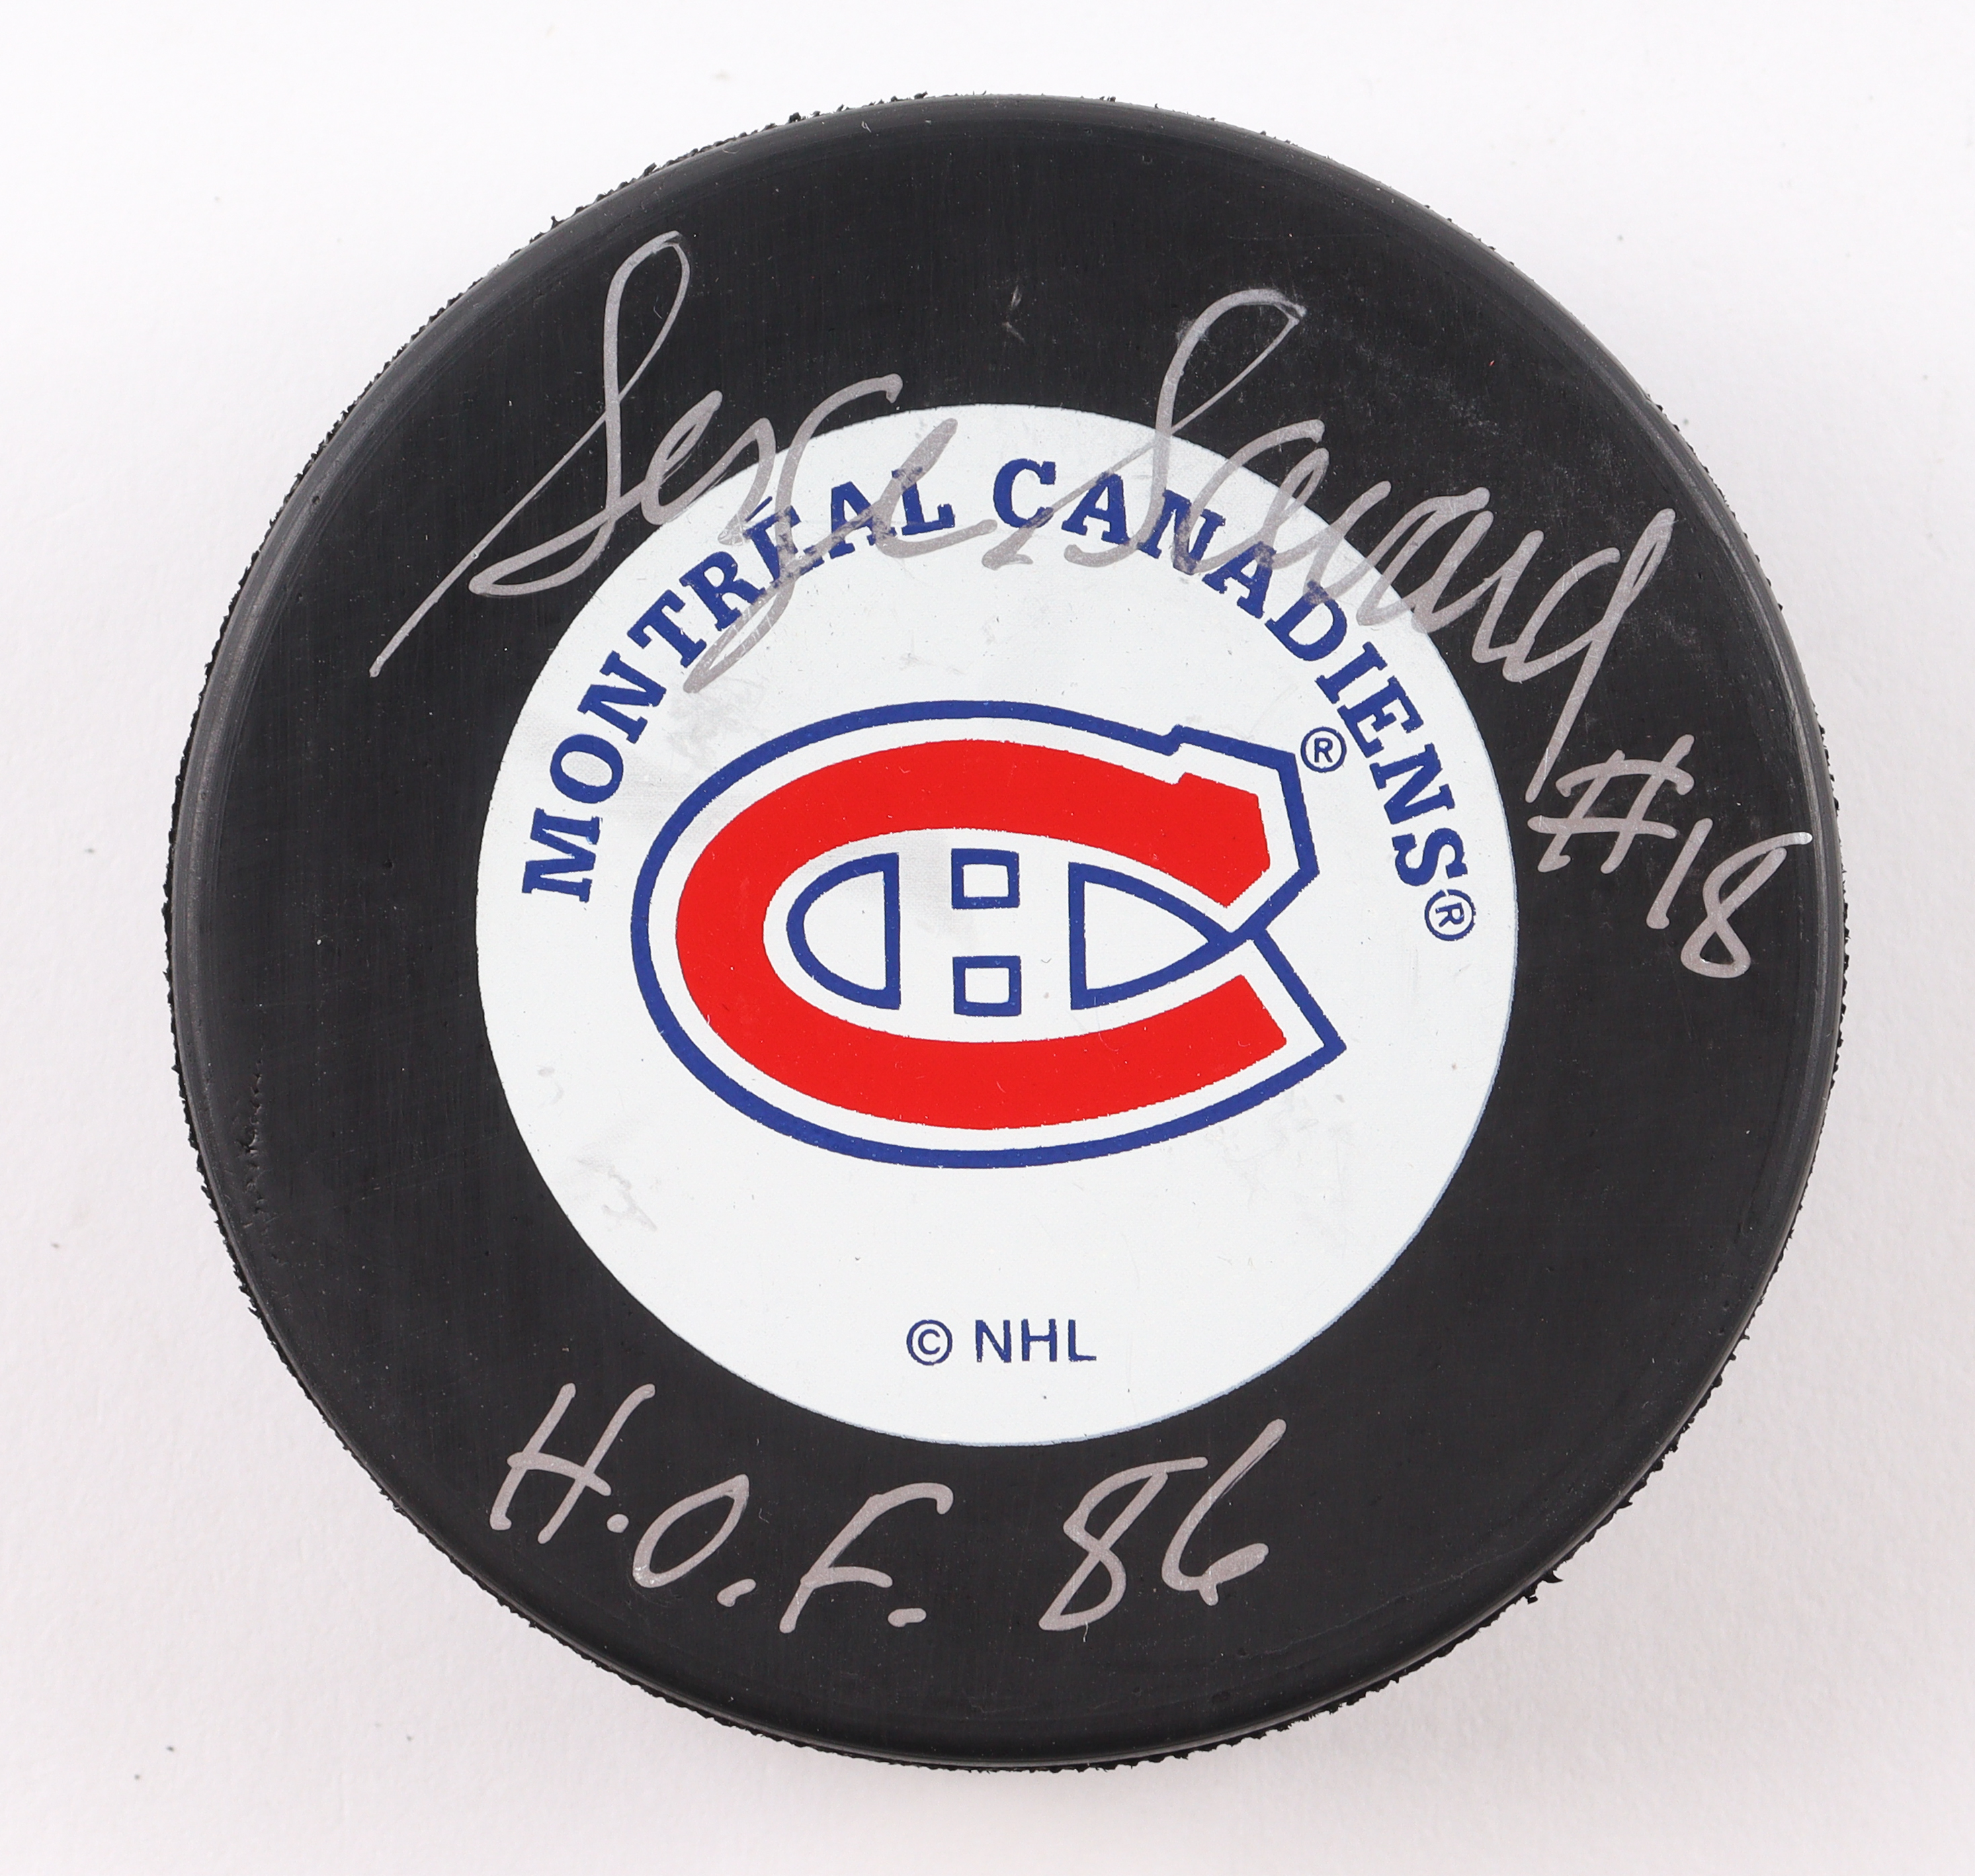 Serge Savard #18
MONTRÉAL CANADIENS®
®
© NHL
H.O.F. 86